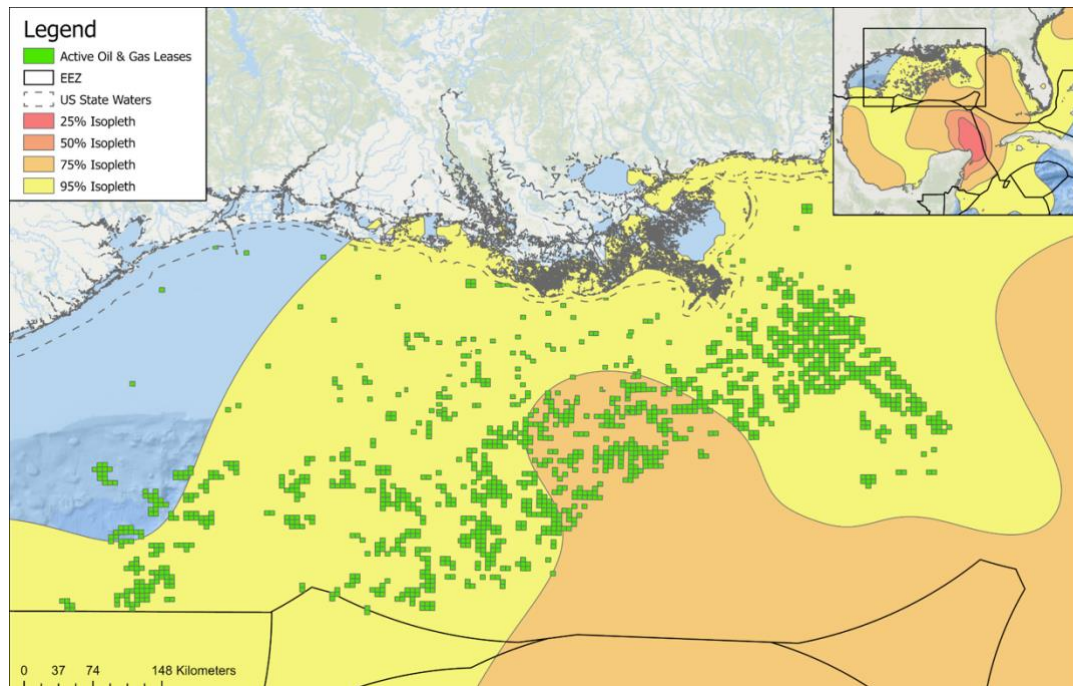 Legend
Active Oil & Gas Leases
EEZ
US State Waters
25% Isopleth
50% Isopleth
75% Isopleth
95% Isopleth
0 37 74 148 Kilometers